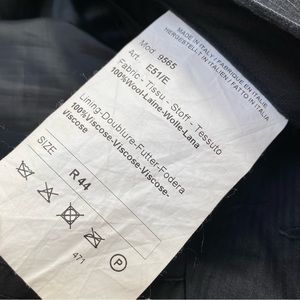 MADE IN ITALY / FABRIQUE EN ITALIE
HERGESTELLT IN ITALIEN / FATTO IN ITALIA
Mod 9565
Art E51/E
Fabric - Tissu - Stoff - Tessuto
100%Wool-Laine-Wolle-Lana
Lining-Doublure-Futter-Fodera
100%Viscose-Viscose-Viscose-
Viscose
SIZE R 44
P
471